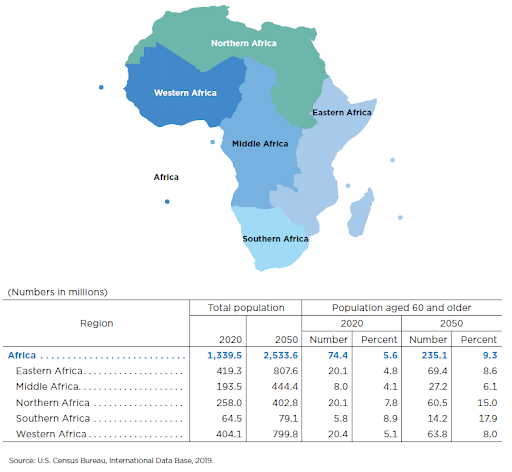 Northern Africa
Western Africa
Eastern Africa
Middle Africa
Africa
Southern Africa
(Numbers in millions)
Total population Population aged 60 and older
Region 2020 2050
2020 2050 Number Percent Number Percent
Africa ............................ 1,339.5 2,533.6 74.4 5.6 235.1 9.3
Eastern Africa.................... 419.3 807.6 20.1 4.8 69.4 8.6
Middle Africa..................... 193.5 444.4 8.0 4.1 27.2 6.1
Northern Africa .................. 258.0 402.8 20.1 7.8 60.5 15.0
Southern Africa .................. 64.5 79.1 5.8 8.9 14.2 17.9
Western Africa ................... 404.1 799.8 20.4 5.1 63.8 8.0
Source: U.S. Census Bureau, International Data Base, 2019.